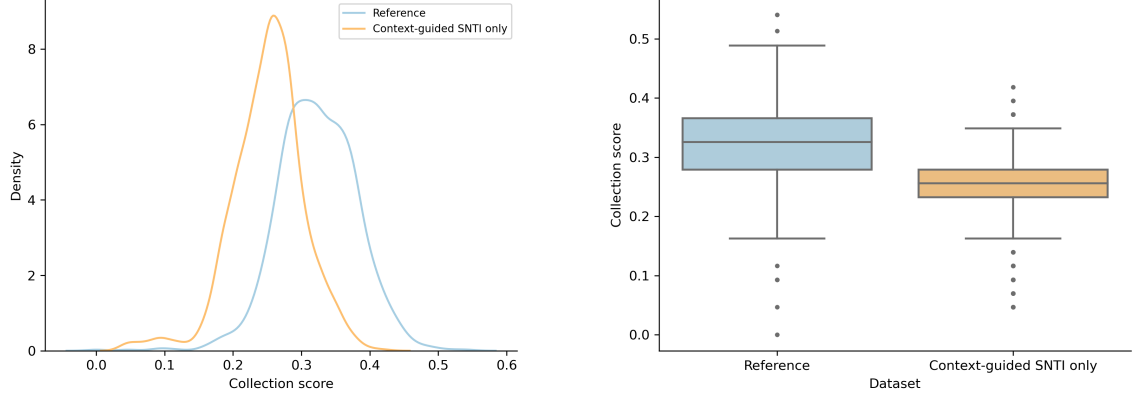 Reference
Context-guided SNTI only
8
6
4
2
0
Density
0.0 0.1 0.2 0.3 0.4 0.5 0.6
Collection score
0.5
0.4
0.3
0.2
0.1
0.0
Collection score
Reference Context-guided SNTI only
Dataset